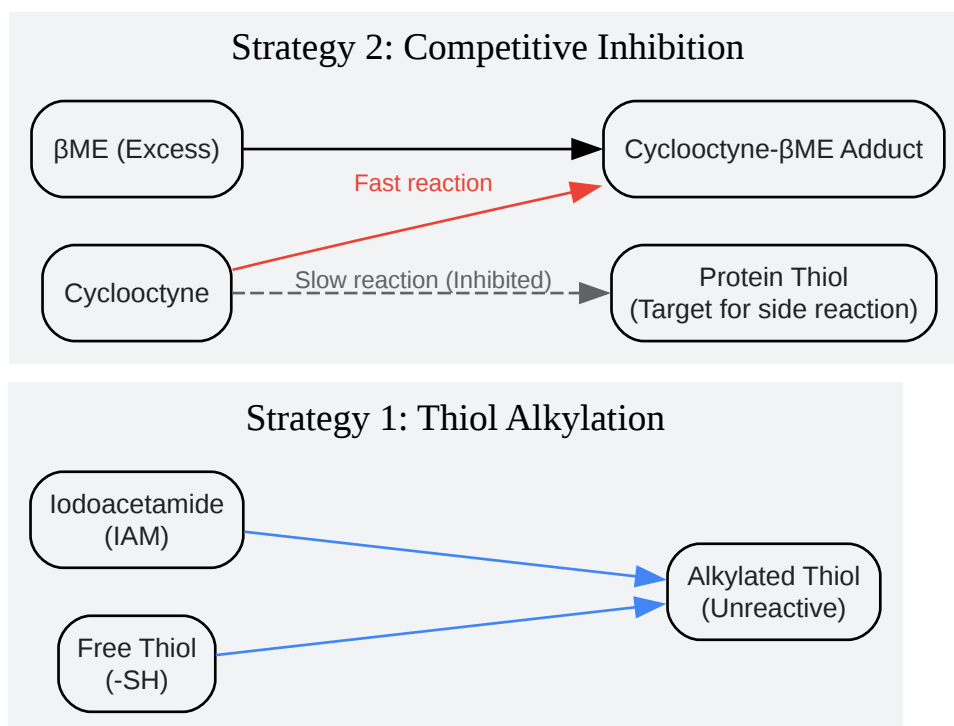 Strategy 2: Competitive Inhibition
βME (Excess)
Cyclooctyne-βME Adduct
Fast reaction
Cyclooctyne
Slow reaction (Inhibited)
Protein Thiol
(Target for side reaction)
Strategy 1: Thiol Alkylation
Iodoacetamide
(IAM)
Alkylated Thiol
(Unreactive)
Free Thiol
(-SH)